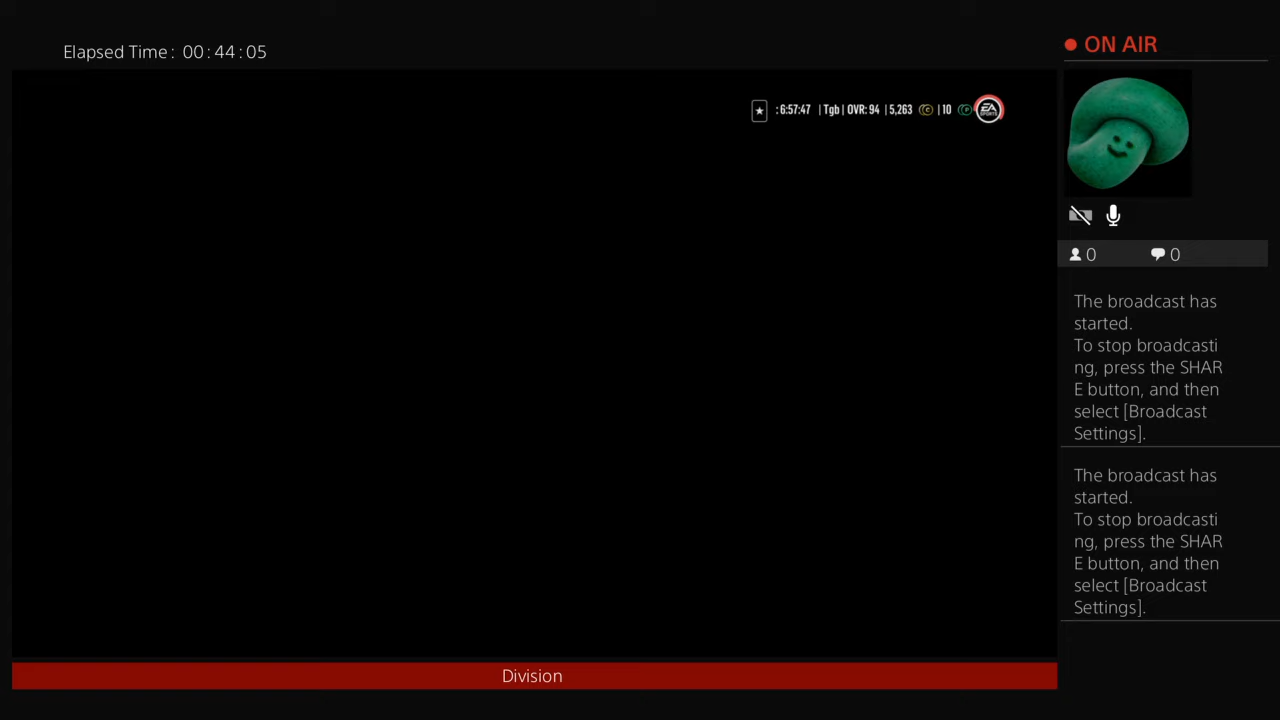 Elapsed Time: 00:44:05
ON AIR
: 6:57:47 | Tgb | OVR: 94 | 5,263 C | 10 P EA SPORTS
0 0
The broadcast has
started.
To stop broadcasti
ng, press the SHAR
E button, and then
select [Broadcast
Settings].
The broadcast has
started.
To stop broadcasti
ng, press the SHAR
E button, and then
select [Broadcast
Settings].
Division